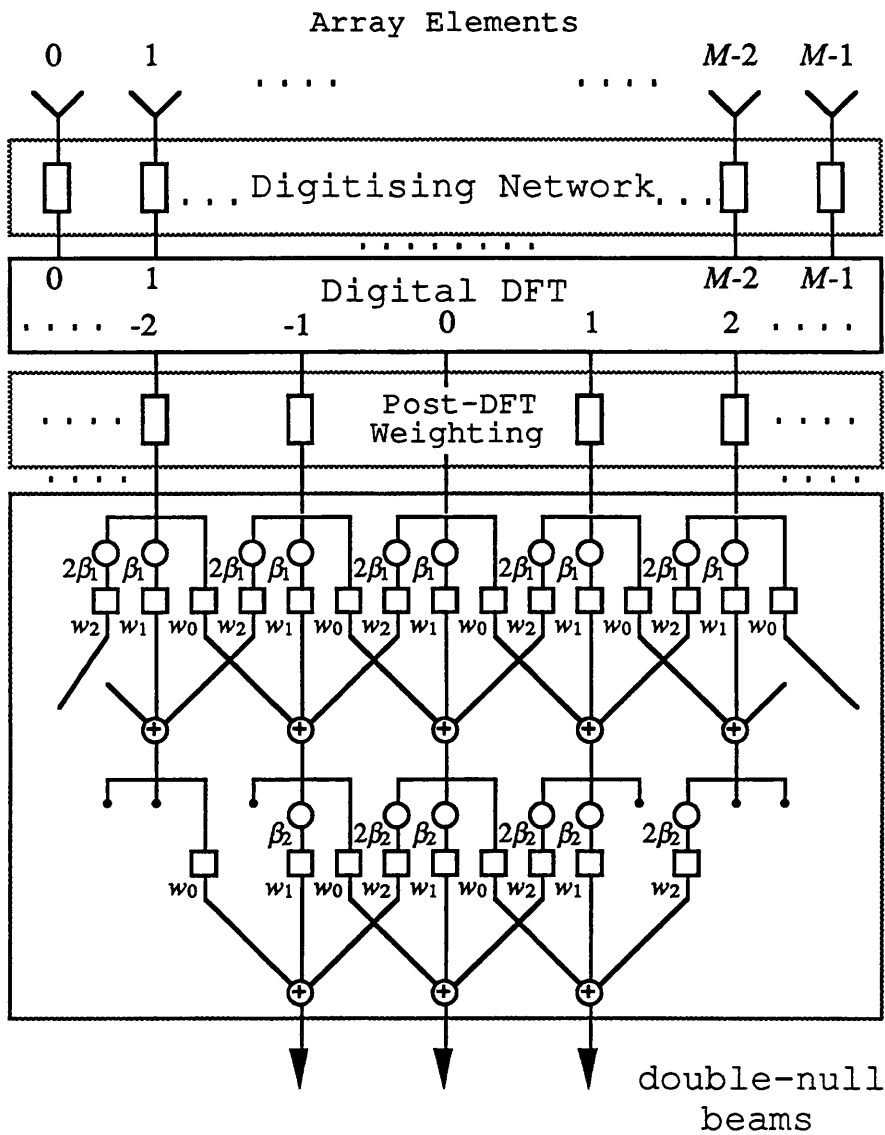 Array Elements
0 1 .... .... M-2 M-1
... Digitising Network ...
........
0 1 M-2 M-1
Digital DFT
.... -2 -1 0 1 2 ....
.... Post-DFT ....
Weighting
.... ....
2β₁ β₁ 2β₁ β₁ 2β₁ β₁ 2β₁ β₁ 2β₁ β₁
w₂ w₁ w₀ w₂ w₁ w₀ w₂ w₁ w₀ w₂ w₁ w₀ w₂ w₁ w₀
+ + + + +
β₂ 2β₂ β₂ 2β₂ β₂ 2β₂
w₀ w₁ w₀ w₂ w₁ w₀ w₂ w₁ w₂
+ + +
double-null
beams